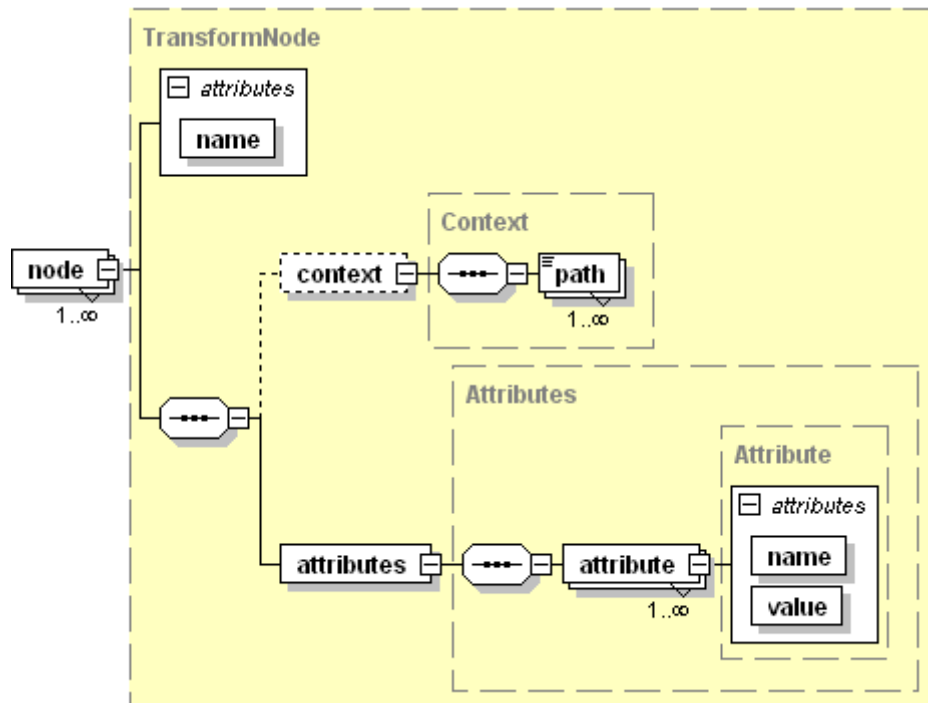 TransformNode
attributes
name
node
1..∞
Context
context
path
1..∞
Attributes
Attribute
attributes
attributes
attribute
1..∞
name
value